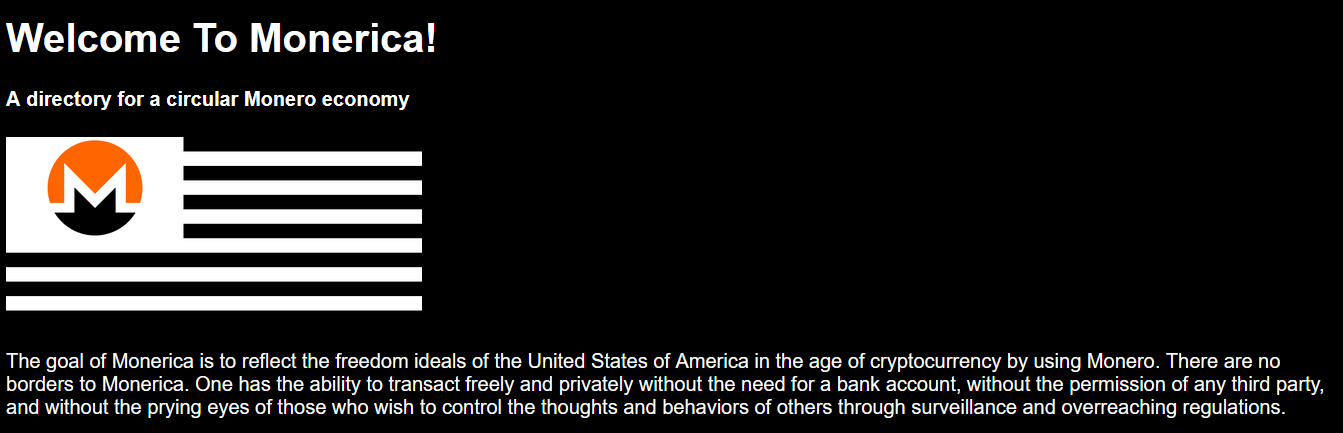 Welcome To Monerica!
A directory for a circular Monero economy
The goal of Monerica is to reflect the freedom ideals of the United States of America in the age of cryptocurrency by using Monero. There are no
borders to Monerica. One has the ability to transact freely and privately without the need for a bank account, without the permission of any third party,
and without the prying eyes of those who wish to control the thoughts and behaviors of others through surveillance and overreaching regulations.